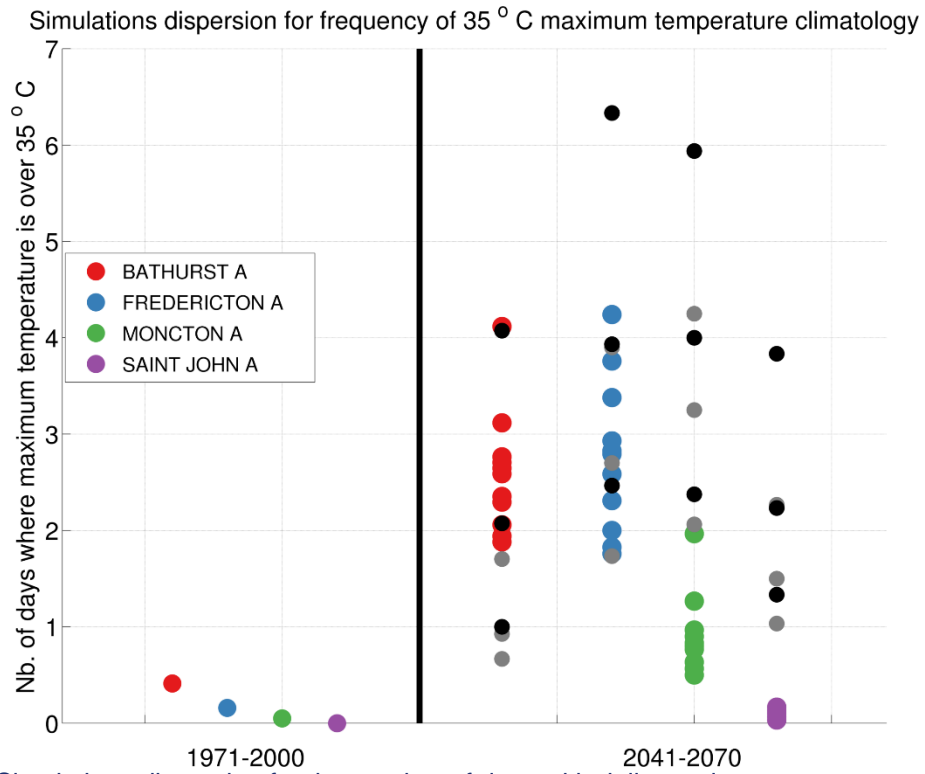 Simulations dispersion for frequency of 35 ° C maximum temperature climatology
Nb. of days where maximum temperature is over 35 ° C
7
6
5
4
3
2
1
0
BATHURST A
FREDERICTON A
MONCTON A
SAINT JOHN A
1971-2000
2041-2070